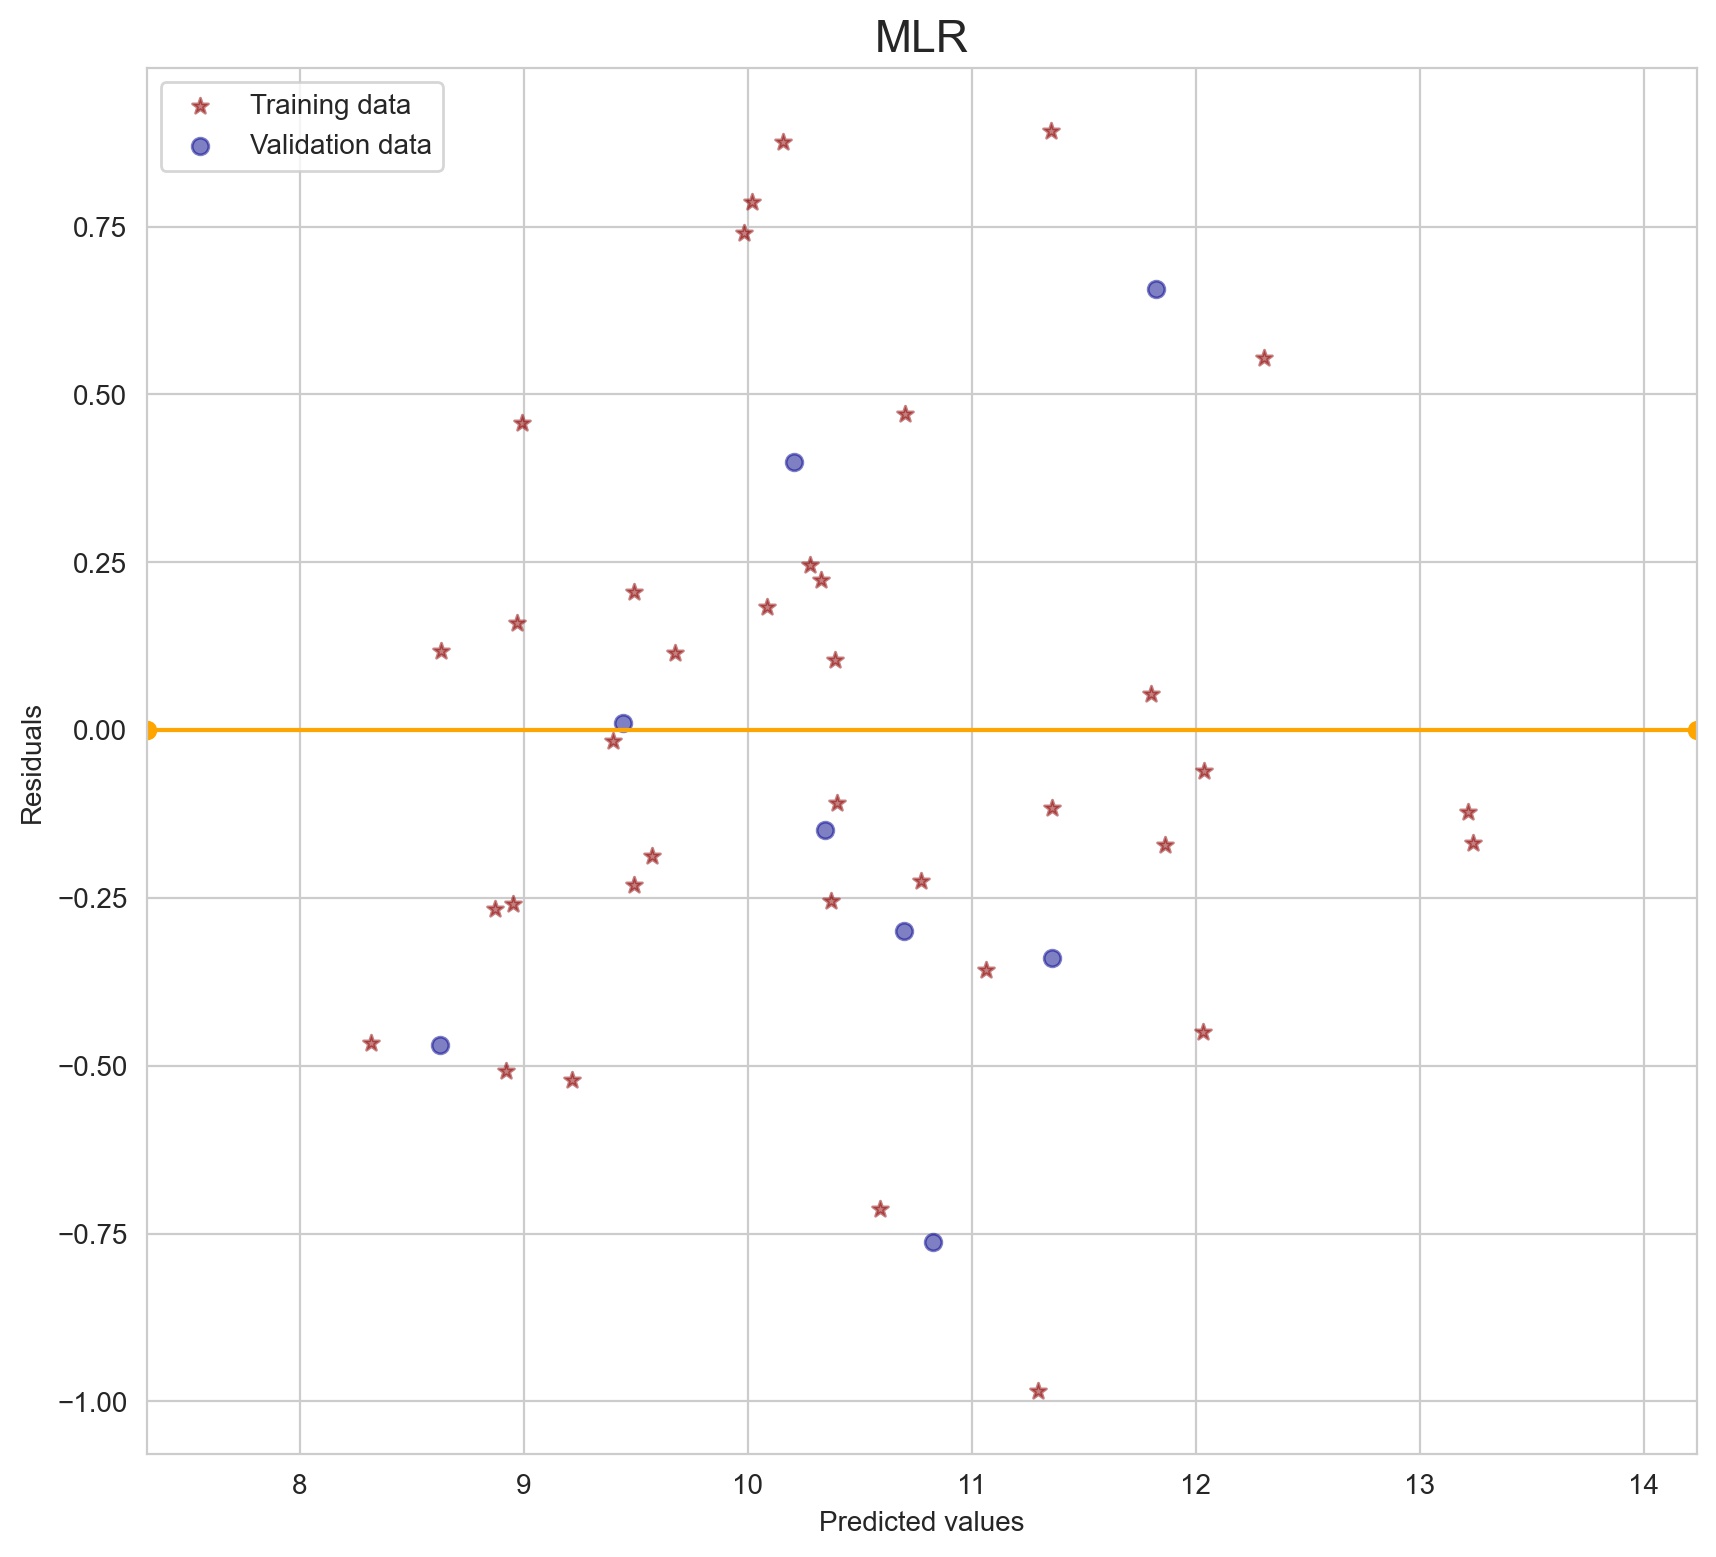 MLR
Training data
Validation data
0.75
0.50
0.25
0.00
−0.25
−0.50
−0.75
−1.00
Residuals
8 9 10 11 12 13 14
Predicted values